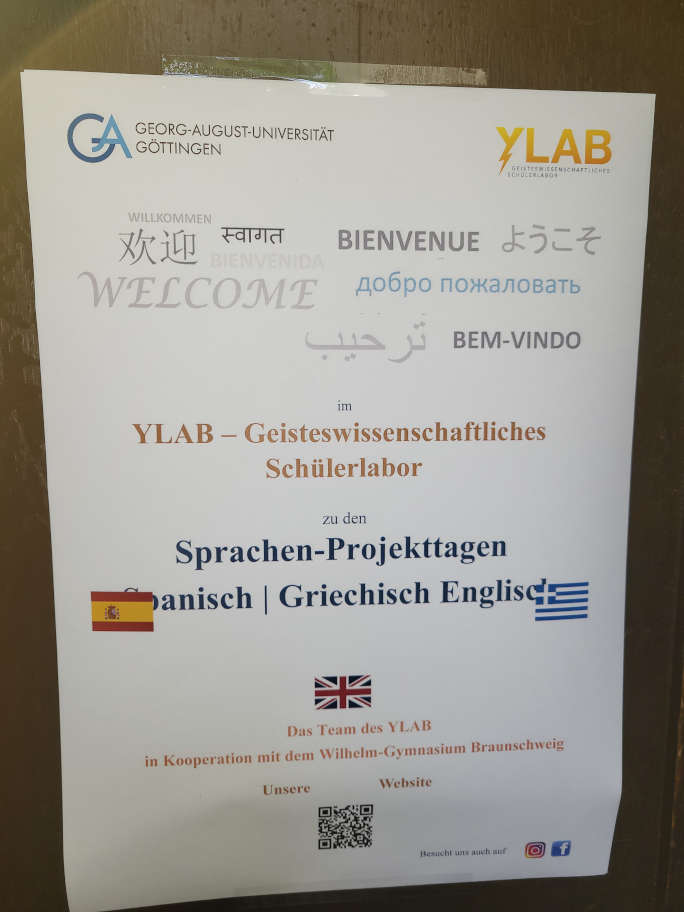 GEORG-AUGUST-UNIVERSITÄT
GÖTTINGEN
YLAB
GEISTESWISSENSCHAFTLICHES
SCHÜLERLABOR
WILLKOMMEN
欢迎
स्वागत
BIENVENIDA
BIENVENUE
ようこそ
WELCOME
добро пожаловать
ترحيب
BEM-VINDO
im
YLAB – Geisteswissenschaftliches
Schülerlabor
zu den
Sprachen-Projekttagen
Spanisch | Griechisch Englisch
Das Team des YLAB
in Kooperation mit dem Wilhelm-Gymnasium Braunschweig
Unsere Website
Besucht uns auch auf